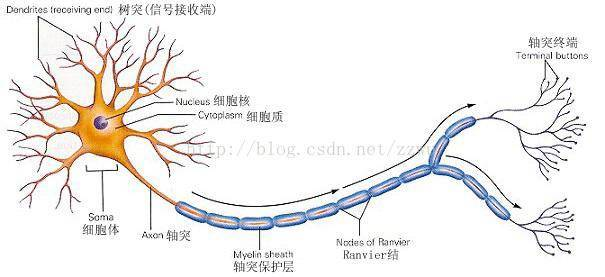 Dendrites (receiving end) 树突(信号接收端)
轴突终端
Terminal buttons
Nucleus 细胞核
Cytoplasm 细胞质
http://blog.csdn.net/zzw
Soma
细胞体
Axon 轴突
Myelin sheath
轴突保护层
Nodes of Ranvier
Ranvier结